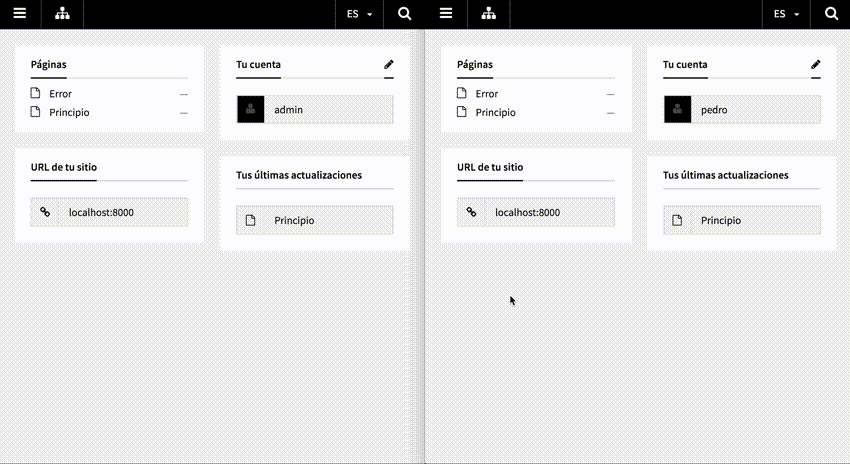 ES
Páginas
Error
Principio
URL de tu sitio
localhost:8000
Tu cuenta
admin
Tus últimas actualizaciones
Principio
ES
Páginas
Error
Principio
URL de tu sitio
localhost:8000
Tu cuenta
pedro
Tus últimas actualizaciones
Principio